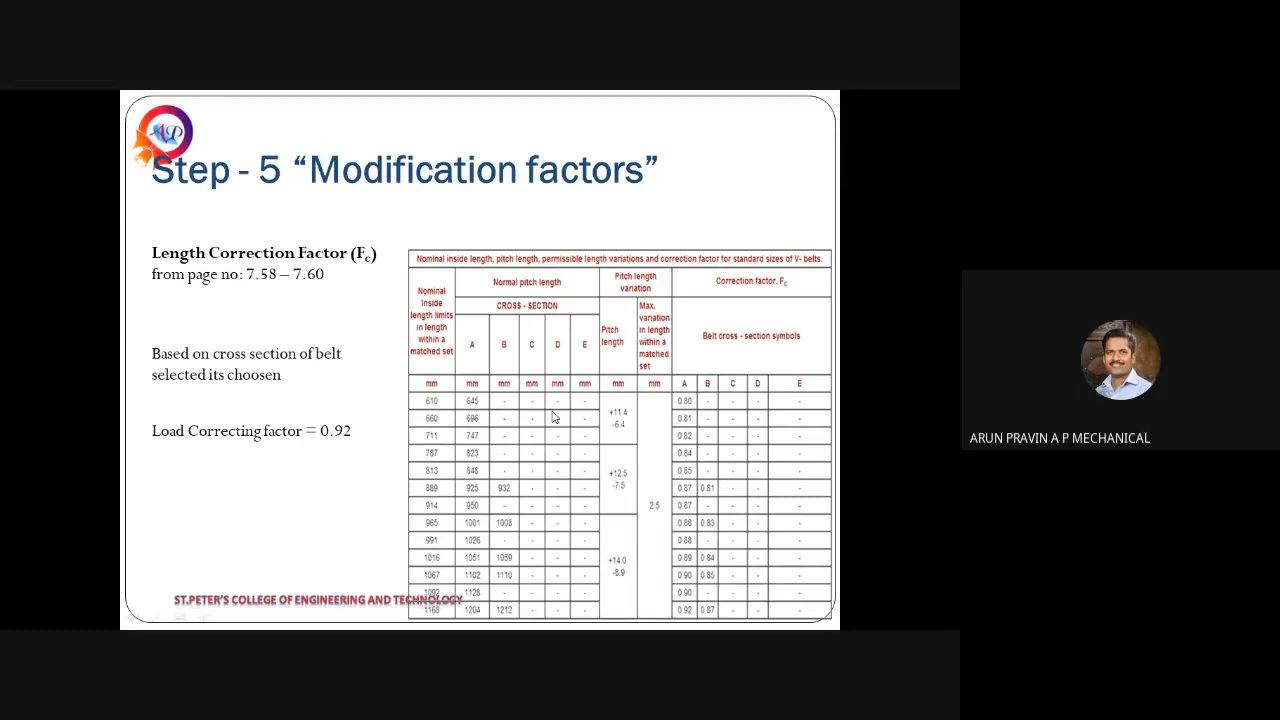 AP
Step - 5 “Modification factors”
Length Correction Factor (Fc)
from page no: 7.58 – 7.60
Based on cross section of belt
selected its choosen
Load Correcting factor = 0.92
Nominal inside length, pitch length, permissible length variations and correction factor for standard sizes of V- belts.
Nominal
Inside
length limits
in length
within a
matched set
Normal pitch length
Pitch length
variation
Correction factor, Fc
CROSS - SECTION
A B C D E
Pitch
length
Max.
variation
in length
within a
matched
set
Belt cross - section symbols
mm mm mm mm mm mm mm mm A B C D E
610 645 - - - - 0.80 - - - -
660 696 - - - - 0.81 - - - -
+11.4
-6.4
711 747 - - - - 0.82 - - - -
787 823 - - - - 0.84 - - - -
813 848 - - - - 0.85 - - - -
+12.5
-7.5
889 925 932 - - - 0.87 0.81 - - -
914 950 - - - - 2.5 0.87 - - - -
965 1001 1008 - - - 0.88 0.83 - - -
991 1026 - - - - 0.88 - - - -
1016 1051 1059 - - - 0.89 0.84 - - -
+14.0
-8.9
1067 1102 1110 - - - 0.90 0.85 - - -
1092 1128 - - - - 0.90 - - - -
1168 1204 1212 - - - 0.92 0.87 - - -
ST.PETER'S COLLEGE OF ENGINEERING AND TECHNOLOGY
ARUN PRAVIN A P MECHANICAL